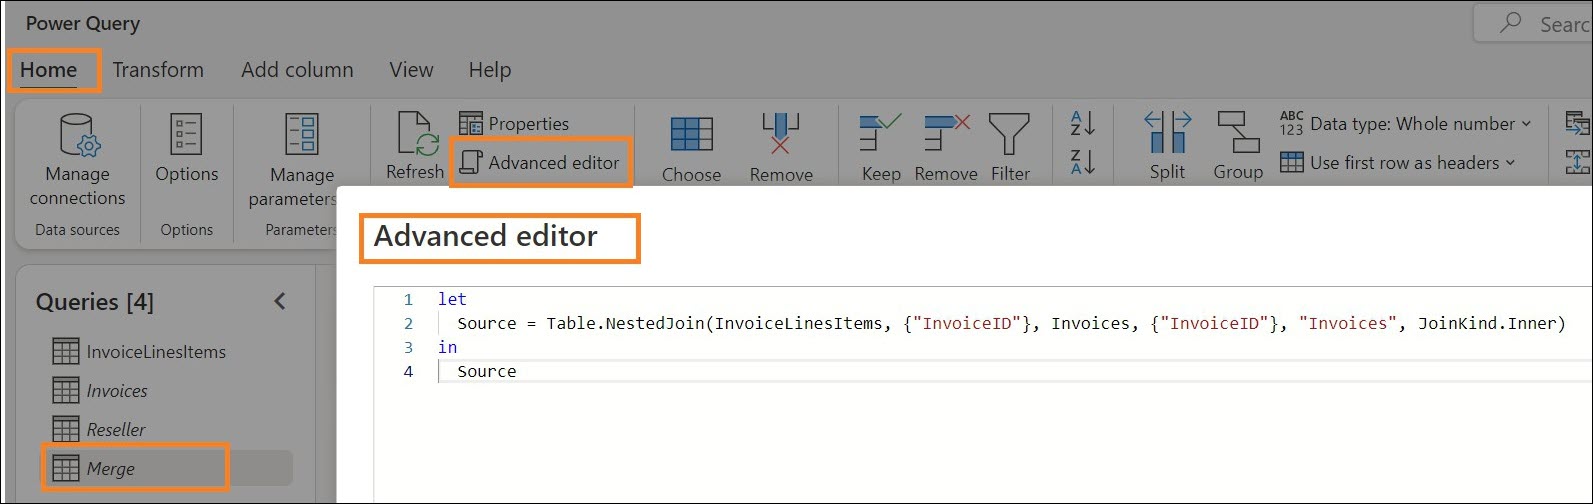 Power Query
Searc
Home Transform Add column View Help
Manage connections
Data sources
Options
Options
Manage parameters
Parameter
Refresh
Properties
Advanced editor
Choose
Remove
Keep
Remove
Filter
A
Z
Z
A
Split
Group
ABC
123
Data type: Whole number
Use first row as headers
Advanced editor
1 let
2 Source = Table.NestedJoin(InvoiceLinesItems, {"InvoiceID"}, Invoices, {"InvoiceID"}, "Invoices", JoinKind.Inner)
3 in
4 Source
Queries [4]
InvoiceLinesItems
Invoices
Reseller
Merge